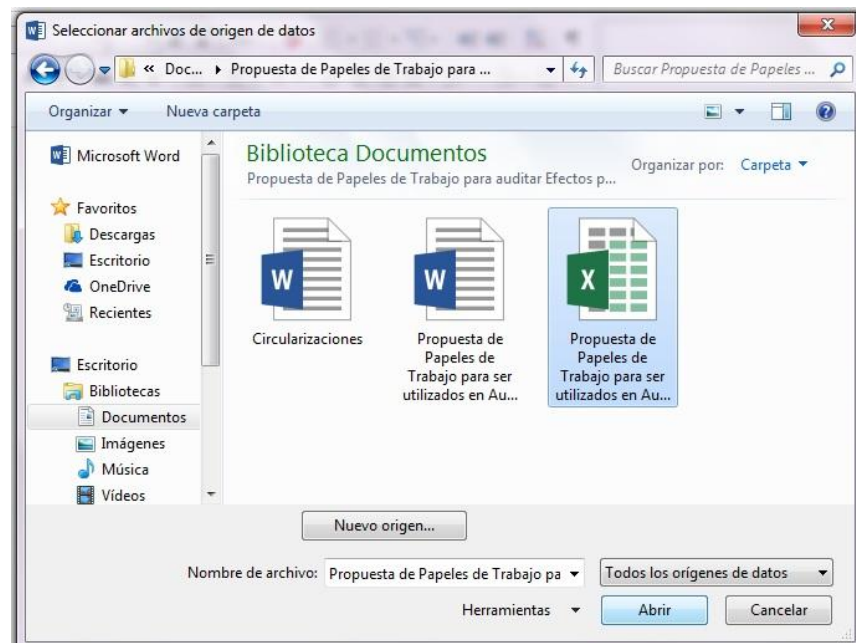 Seleccionar archivos de origen de datos
« Doc... Propuesta de Papeles de Trabajo para ...
Buscar Propuesta de Papeles ...
Organizar
Nueva carpeta
Microsoft Word
Favoritos
Descargas
Escritorio
OneDrive
Recientes
Escritorio
Bibliotecas
Documentos
Imágenes
Música
Vídeos
Biblioteca Documentos
Propuesta de Papeles de Trabajo para auditar Efectos p...
Organizar por: Carpeta
Circularizaciones
Propuesta de
Papeles de
Trabajo para ser
utilizados en Au...
Propuesta de
Papeles de
Trabajo para ser
utilizados en Au...
Nuevo origen...
Nombre de archivo: Propuesta de Papeles de Trabajo pa
Todos los orígenes de datos
Herramientas
Abrir
Cancelar